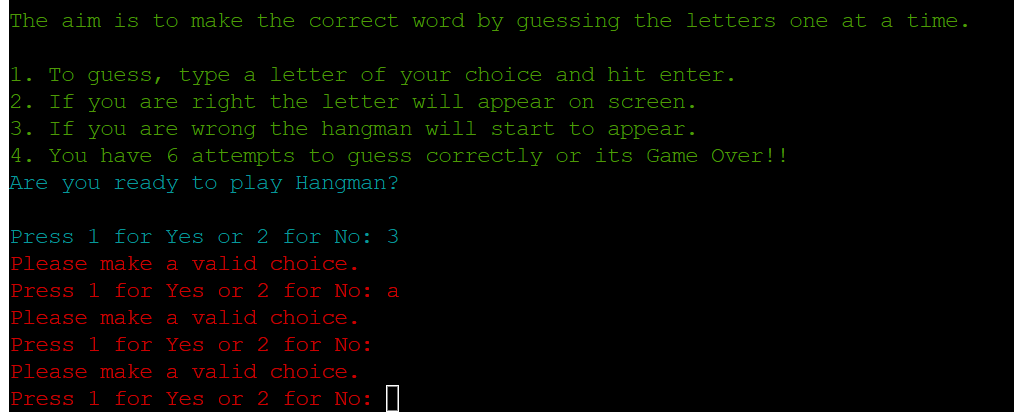 The aim is to make the correct word by guessing the letters one at a time.
1. To guess, type a letter of your choice and hit enter.
2. If you are right the letter will appear on screen.
3. If you are wrong the hangman will start to appear.
4. You have 6 attempts to guess correctly or its Game Over!!
Are you ready to play Hangman?
Press 1 for Yes or 2 for No: 3
Please make a valid choice.
Press 1 for Yes or 2 for No: a
Please make a valid choice.
Press 1 for Yes or 2 for No:
Please make a valid choice.
Press 1 for Yes or 2 for No: